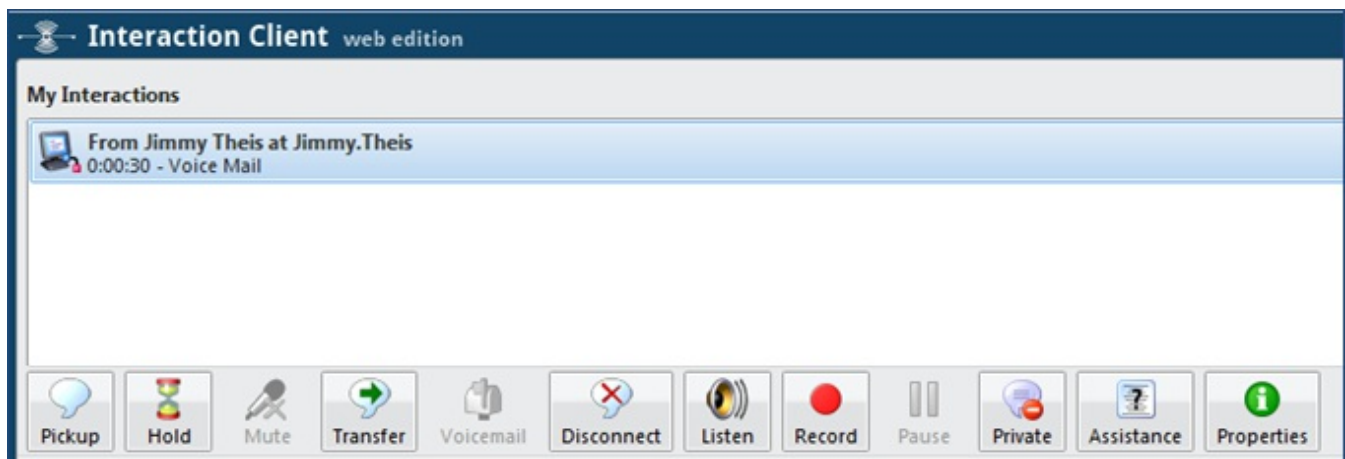 Interaction Client web edition
My Interactions
From Jimmy Theis at Jimmy.Theis
0:00:30 - Voice Mail
Pickup Hold Mute Transfer Voicemail Disconnect Listen Record Pause Private Assistance Properties